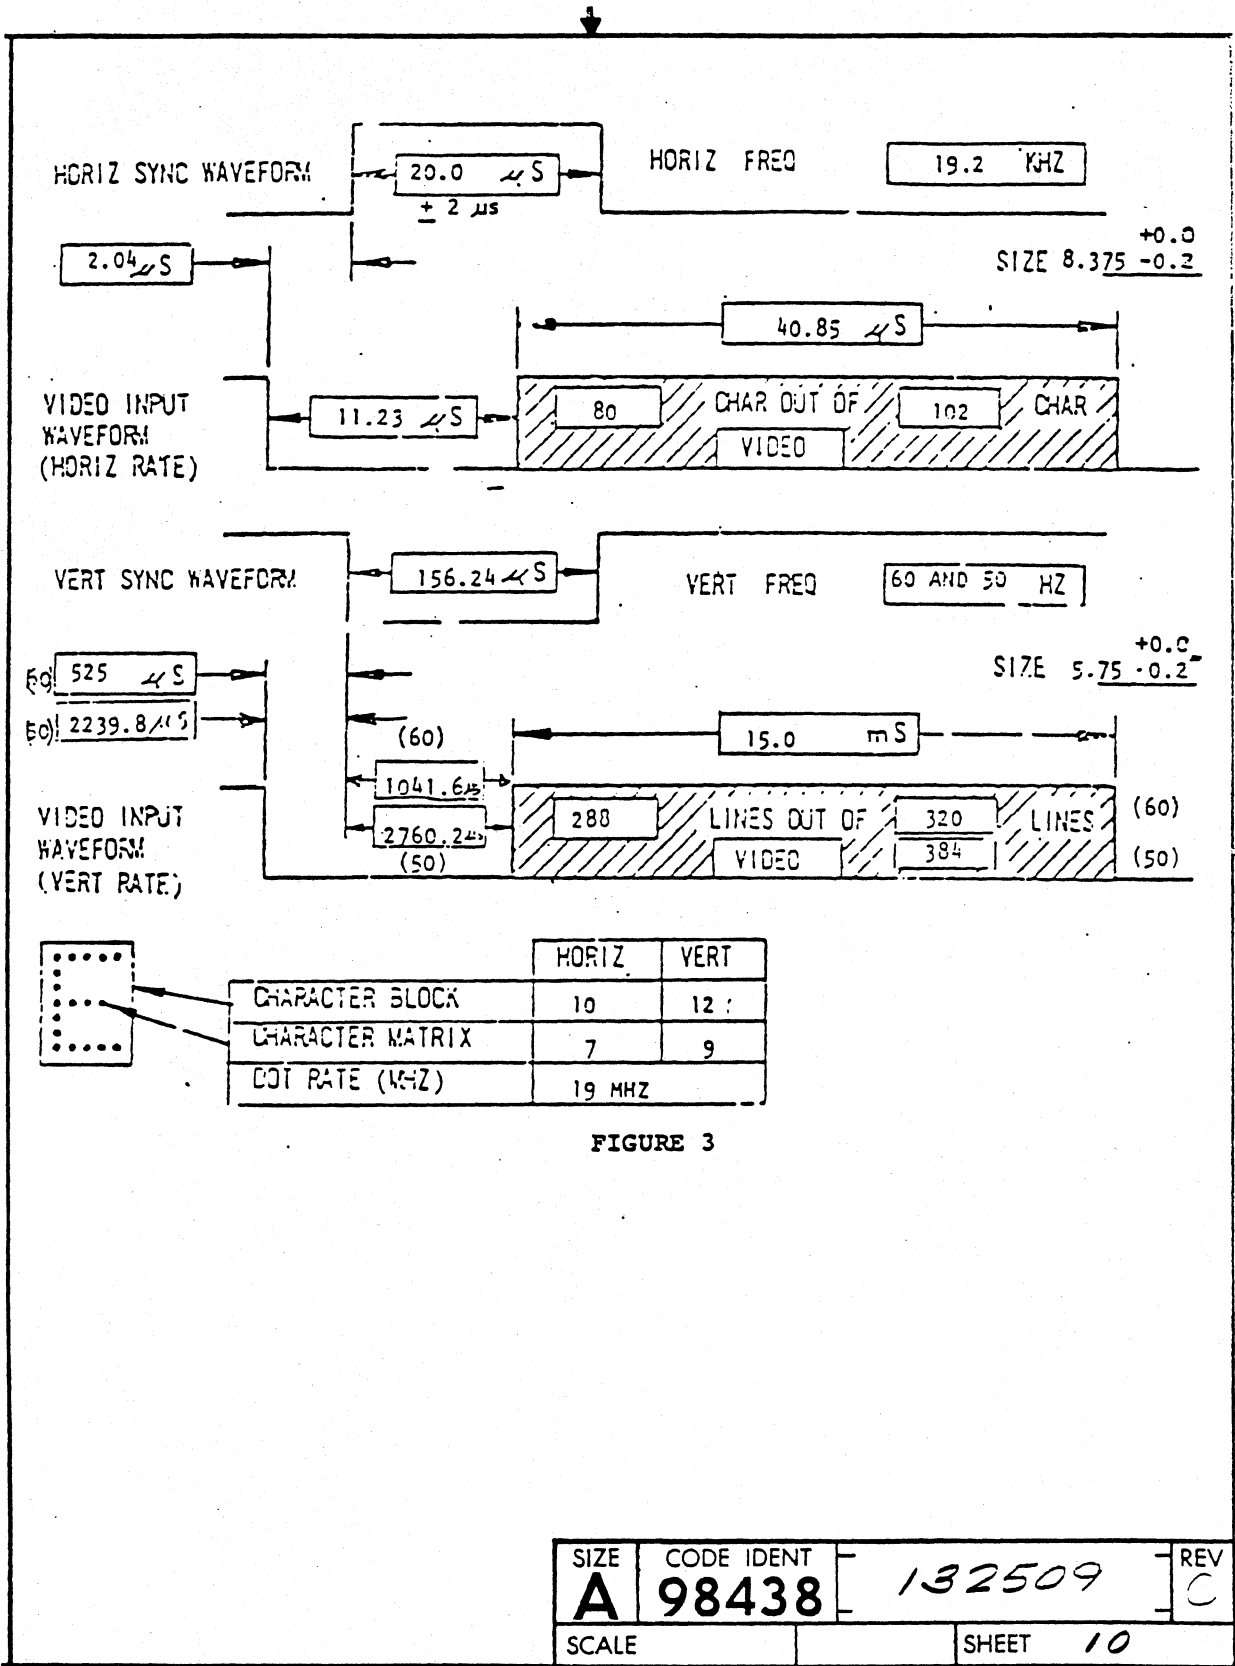 HORIZ SYNC WAVEFORM
20.0 µS
± 2 µs
HORIZ FREQ
19.2 KHZ
2.04 µS
SIZE 8.375 +0.0 -0.2
40.85 µS
VIDEO INPUT
WAVEFORM
(HORIZ RATE)
11.23 µS
80 CHAR OUT OF 102 CHAR
VIDEO
VERT SYNC WAVEFORM
156.24 µS
VERT FREQ
60 AND 50 HZ
525 µS
2239.8 µS
SIZE 5.75 +0.0 -0.2
(60)
15.0 mS
1041.6 µs
2760.2 µs
(50)
VIDEO INPUT
WAVEFORM
(VERT RATE)
288 LINES OUT OF 320 LINES (60)
VIDEO 384 (50)
HORIZ VERT
CHARACTER BLOCK 10 12
CHARACTER MATRIX 7 9
DOT RATE (MHZ) 19 MHZ
FIGURE 3
SIZE CODE IDENT REV
A 98438 132509 C
SCALE SHEET 10